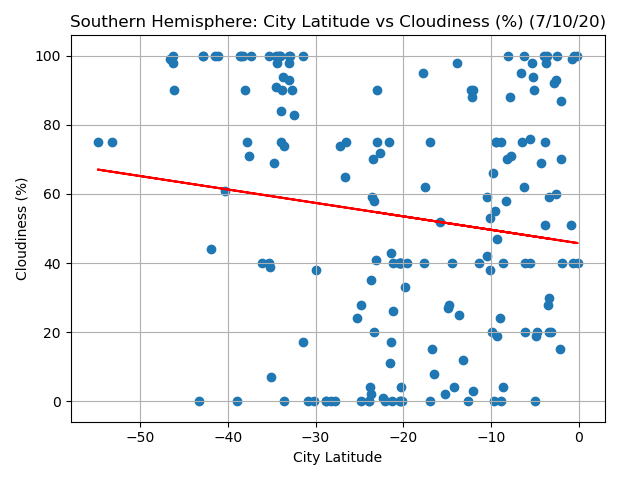 Southern Hemisphere: City Latitude vs Cloudiness (%) (7/10/20)
100
80
60
40
20
0
Cloudiness (%)
−50 −40 −30 −20 −10 0
City Latitude